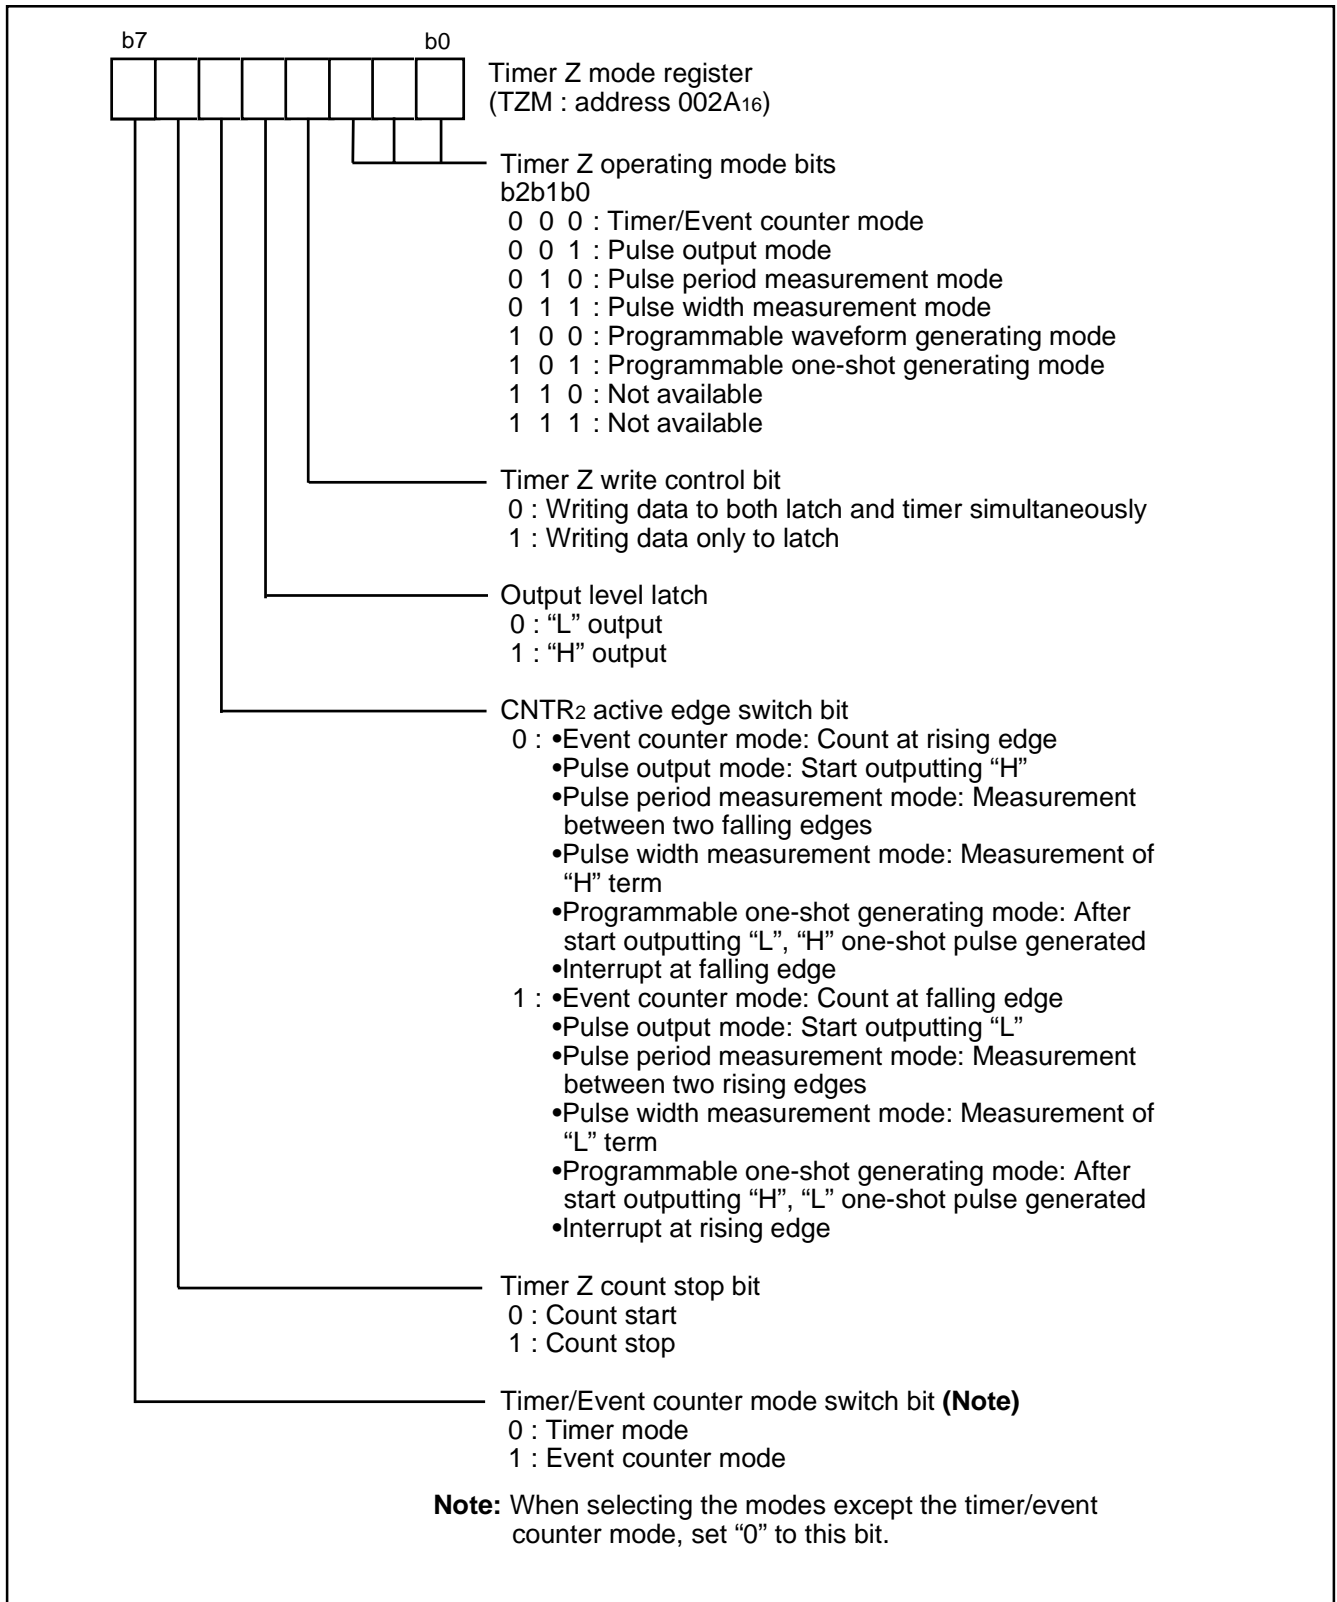 b7 b0
Timer Z mode register
(TZM : address 002A16)
Timer Z operating mode bits
b2b1b0
0 0 0 : Timer/Event counter mode
0 0 1 : Pulse output mode
0 1 0 : Pulse period measurement mode
0 1 1 : Pulse width measurement mode
1 0 0 : Programmable waveform generating mode
1 0 1 : Programmable one-shot generating mode
1 1 0 : Not available
1 1 1 : Not available
Timer Z write control bit
0 : Writing data to both latch and timer simultaneously
1 : Writing data only to latch
Output level latch
0 : “L” output
1 : “H” output
CNTR2 active edge switch bit
0 : •Event counter mode: Count at rising edge
•Pulse output mode: Start outputting “H”
•Pulse period measurement mode: Measurement
between two falling edges
•Pulse width measurement mode: Measurement of
“H” term
•Programmable one-shot generating mode: After
start outputting “L”, “H” one-shot pulse generated
•Interrupt at falling edge
1 : •Event counter mode: Count at falling edge
•Pulse output mode: Start outputting “L”
•Pulse period measurement mode: Measurement
between two rising edges
•Pulse width measurement mode: Measurement of
“L” term
•Programmable one-shot generating mode: After
start outputting “H”, “L” one-shot pulse generated
•Interrupt at rising edge
Timer Z count stop bit
0 : Count start
1 : Count stop
Timer/Event counter mode switch bit (Note)
0 : Timer mode
1 : Event counter mode
Note: When selecting the modes except the timer/event
counter mode, set “0” to this bit.